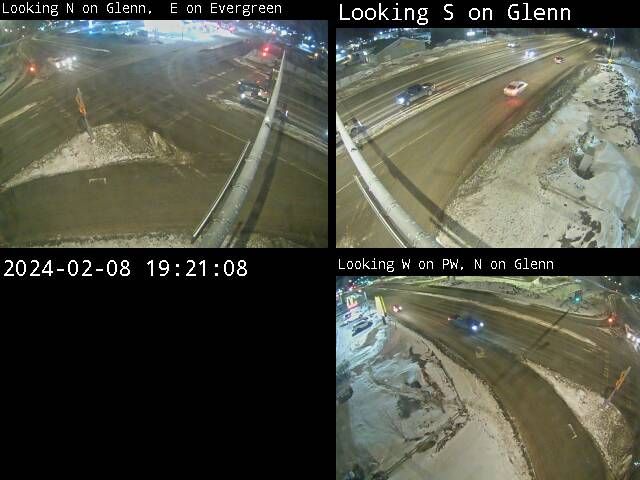 Looking N on Glenn, E on Evergreen
Looking S on Glenn
2024-02-08 19:21:08
Looking W on PW, N on Glenn